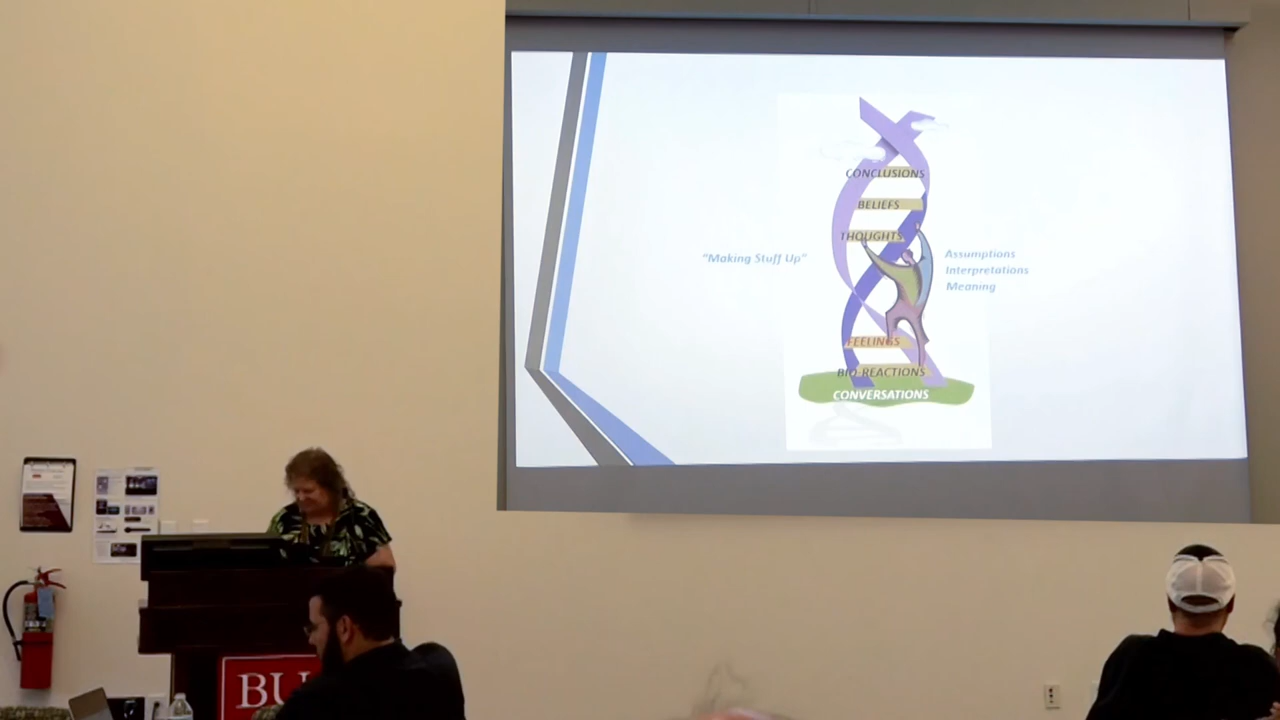 CONCLUSIONS
BELIEFS
THOUGHTS
"Making Stuff Up"
Assumptions
Interpretations
Meaning
FEELINGS
BIO-REACTIONS
CONVERSATIONS
BU